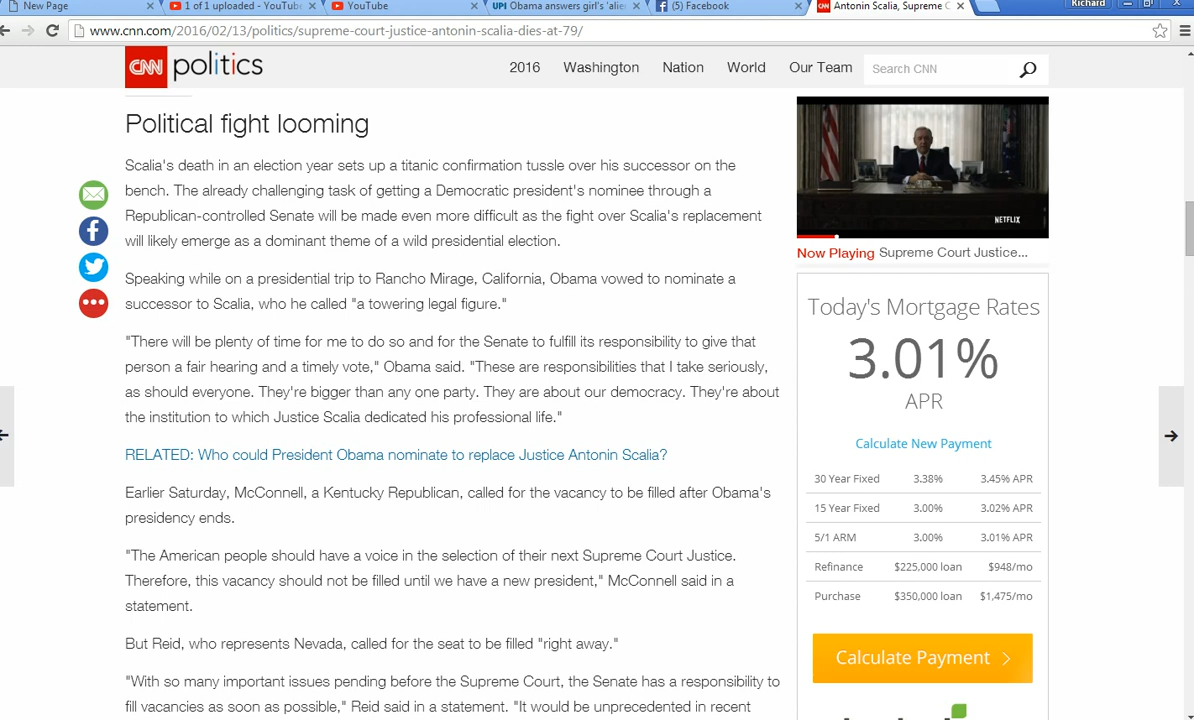 New Page
1 of 1 uploaded - YouTube
YouTube
UPI Obama answers girl's 'alie
(5) Facebook
CNN Antonin Scalia, Supreme C
Richard
www.cnn.com/2016/02/13/politics/supreme-court-justice-antonin-scalia-dies-at-79/
CNN politics
2016 Washington Nation World Our Team
Search CNN
Political fight looming
Scalia's death in an election year sets up a titanic confirmation tussle over his successor on the
bench. The already challenging task of getting a Democratic president's nominee through a
Republican-controlled Senate will be made even more difficult as the fight over Scalia's replacement
will likely emerge as a dominant theme of a wild presidential election.
Speaking while on a presidential trip to Rancho Mirage, California, Obama vowed to nominate a
successor to Scalia, who he called "a towering legal figure."
"There will be plenty of time for me to do so and for the Senate to fulfill its responsibility to give that
person a fair hearing and a timely vote," Obama said. "These are responsibilities that I take seriously,
as should everyone. They're bigger than any one party. They are about our democracy. They're about
the institution to which Justice Scalia dedicated his professional life."
RELATED: Who could President Obama nominate to replace Justice Antonin Scalia?
Earlier Saturday, McConnell, a Kentucky Republican, called for the vacancy to be filled after Obama's
presidency ends.
"The American people should have a voice in the selection of their next Supreme Court Justice.
Therefore, this vacancy should not be filled until we have a new president," McConnell said in a
statement.
But Reid, who represents Nevada, called for the seat to be filled "right away."
"With so many important issues pending before the Supreme Court, the Senate has a responsibility to
fill vacancies as soon as possible," Reid said in a statement. "It would be unprecedented in recent
NETFLIX
Now Playing Supreme Court Justice...
Today's Mortgage Rates
3.01%
APR
Calculate New Payment
30 Year Fixed 3.38% 3.45% APR
15 Year Fixed 3.00% 3.02% APR
5/1 ARM 3.00% 3.01% APR
Refinance $225,000 loan $948/mo
Purchase $350,000 loan $1,475/mo
Calculate Payment